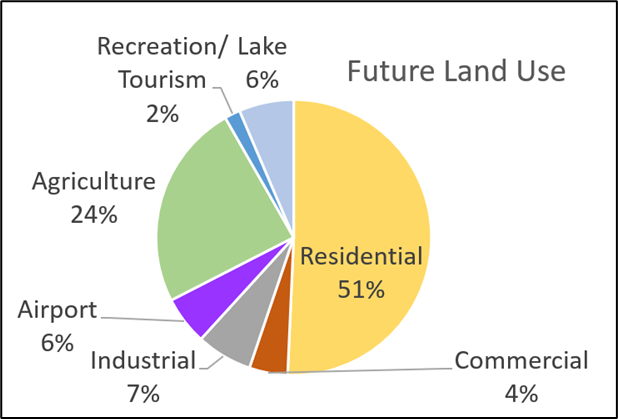 Future Land Use
Recreation/
Tourism
2%
Lake
6%
Agriculture
24%
Residential
51%
Airport
6%
Industrial
7%
Commercial
4%